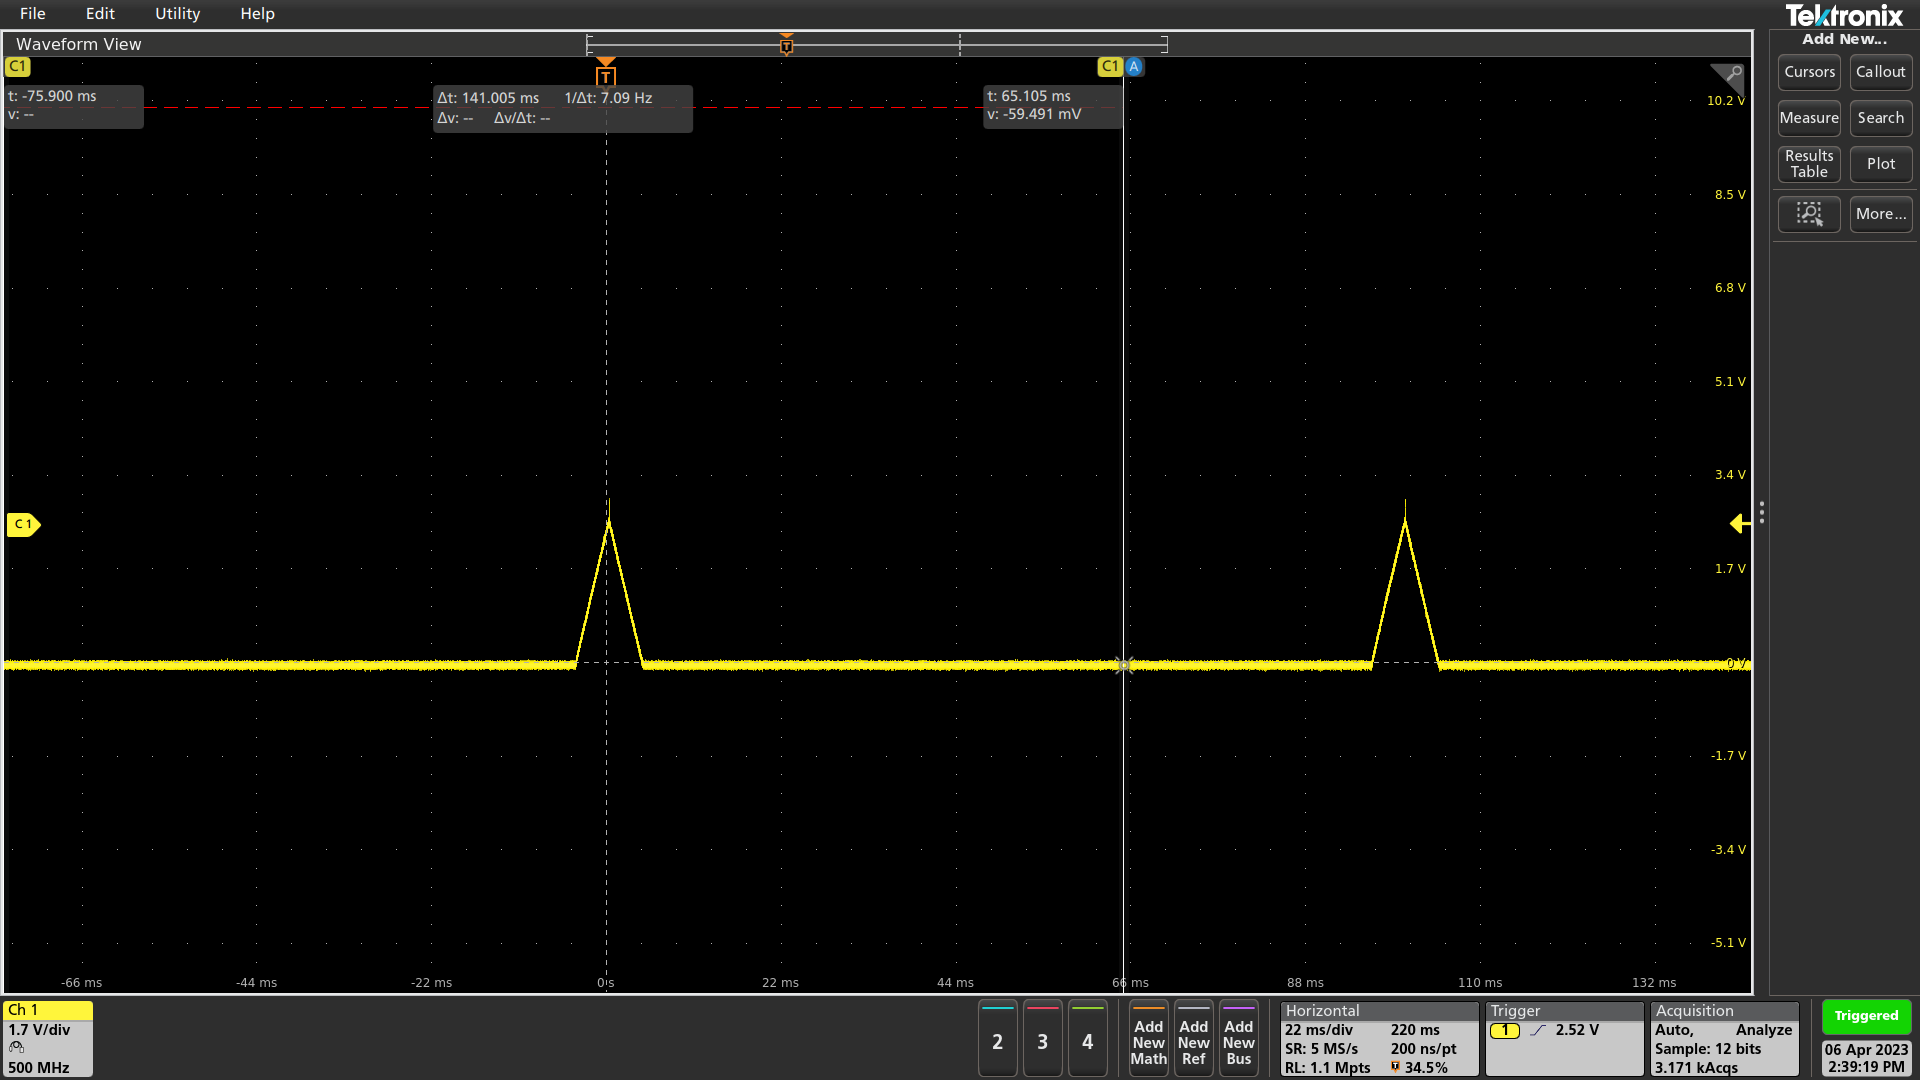 File Edit Utility Help
Tektronix
Waveform View
Add New...
C1
T
T
C1 A
Cursors Callout
t: -75.900 ms
v: --
Δt: 141.005 ms 1/Δt: 7.09 Hz
Δv: -- Δv/Δt: --
t: 65.105 ms
v: -59.491 mV
10.2 V
Measure Search
Results Table
Plot
8.5 V
More...
6.8 V
5.1 V
3.4 V
C 1
1.7 V
0 V
-1.7 V
-3.4 V
-5.1 V
-66 ms -44 ms -22 ms 0 s 22 ms 44 ms 66 ms 88 ms 110 ms 132 ms
Ch 1
1.7 V/div
500 MHz
2 3 4
Add New Math
Add New Ref
Add New Bus
Horizontal
22 ms/div 220 ms
SR: 5 MS/s 200 ns/pt
RL: 1.1 Mpts 34.5%
Trigger
1 2.52 V
Acquisition
Auto, Analyze
Sample: 12 bits
3.171 kAcqs
Triggered
06 Apr 2023
2:39:19 PM